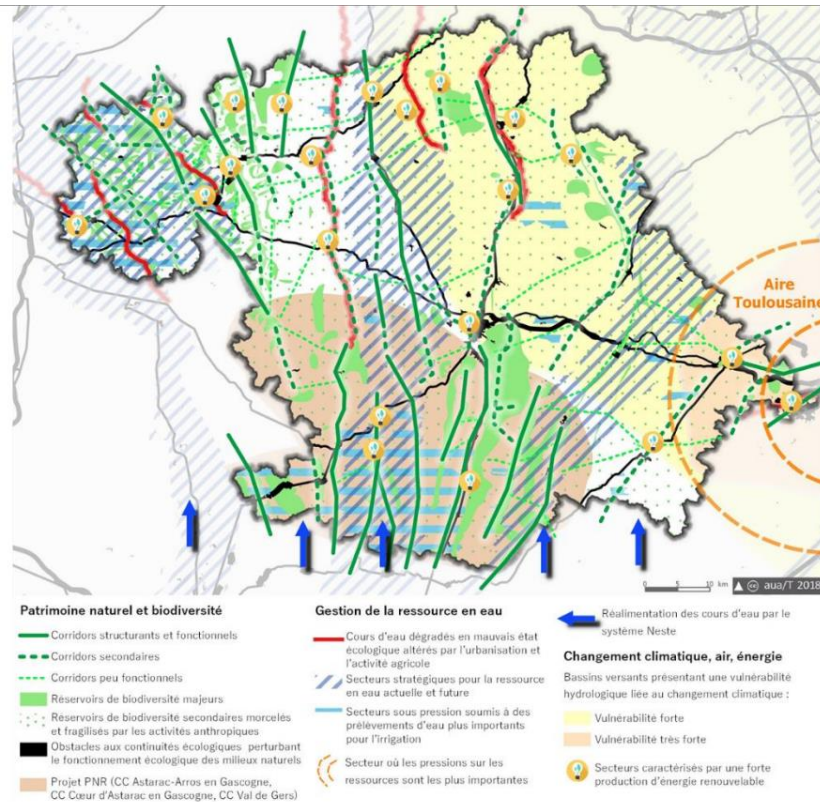 Aire
Toulousaine
0 5 10 km
aua/T 2018
Patrimoine naturel et biodiversité
Corridors structurants et fonctionnels
Corridors secondaires
Corridors peu fonctionnels
Réservoirs de biodiversité majeurs
Réservoirs de biodiversité secondaires morcelés
et fragilisés par les activités anthropiques
Obstacles aux continuités écologiques perturbant
le fonctionnement écologique des milieux naturels
Projet PNR (CC Astarac-Arros en Gascogne,
CC Cœur d'Astarac en Gascogne, CC Val de Gers)
Gestion de la ressource en eau
Cours d'eau dégradés en mauvais état
écologique altérés par l'urbanisation et
l'activité agricole
Secteurs stratégiques pour la ressource
en eau actuelle et future
Secteurs sous pression soumis à des
prélèvements d'eau plus importants
pour l'irrigation
Secteur où les pressions sur les
ressources sont les plus importantes
Réalimentation des cours d'eau par le
système Neste
Changement climatique, air, énergie
Bassins versants présentant une vulnérabilité
hydrologique liée au changement climatique :
Vulnérabilité forte
Vulnérabilité très forte
Secteurs caractérisés par une forte
production d'énergie renouvelable